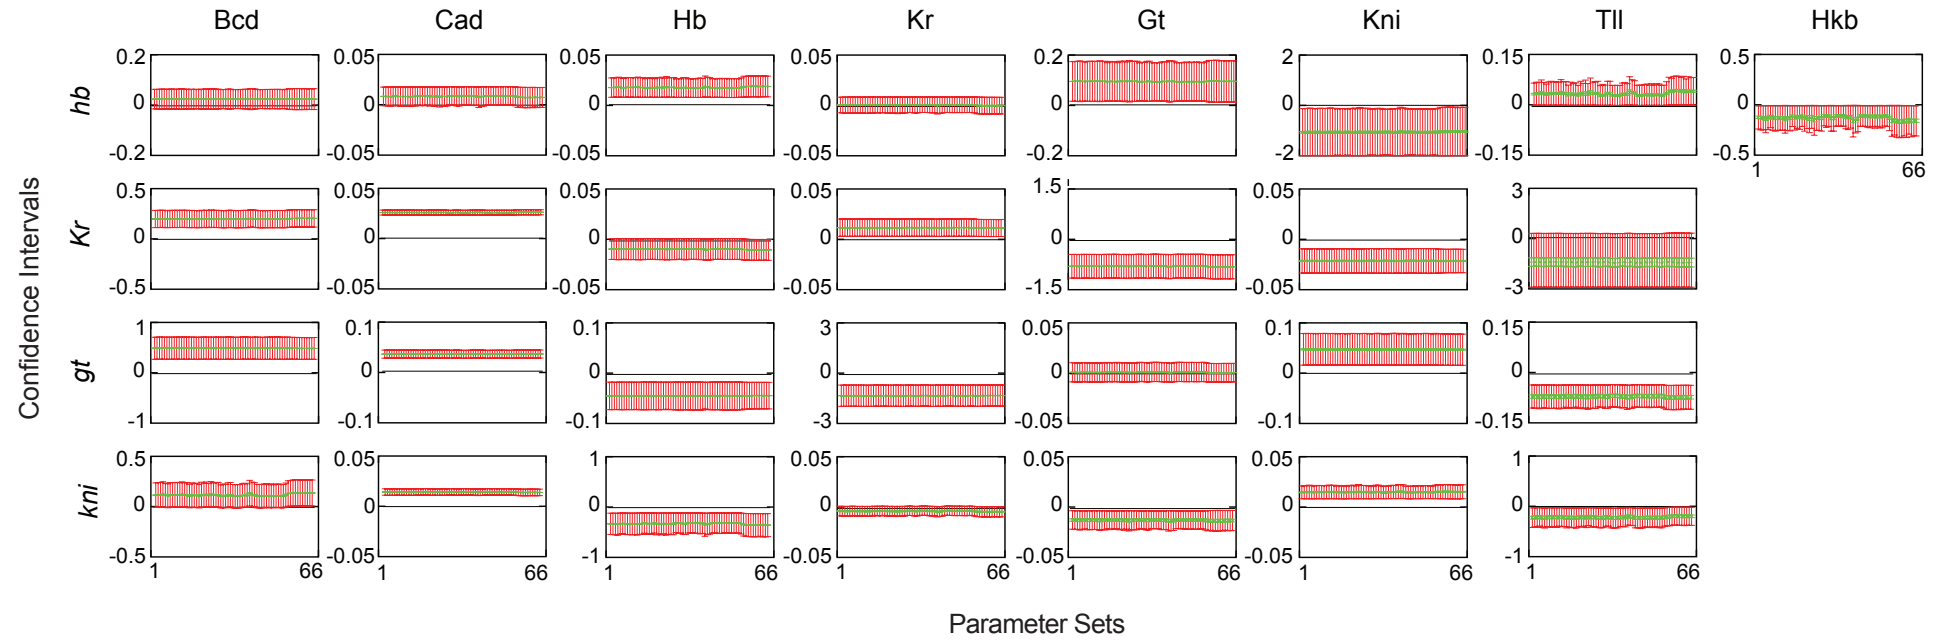 Bcd Cad Hb Kr Gt Kni Tll Hkb
Confidence Intervals
hb
0.2 0 -0.2
0.05 0 -0.05
0.05 0 -0.05
0.05 0 -0.05
0.2 0 -0.2
2 0 -2
0.15 0 -0.15
0.5 0 -0.5
1 66
Kr
0.5 0 -0.5
0.05 0 -0.05
0.05 0 -0.05
0.05 0 -0.05
1.5 0 -1.5
0.05 0 -0.05
3 0 -3
gt
1 0 -1
0.1 0 -0.1
0.1 0 -0.1
3 0 -3
0.05 0 -0.05
0.1 0 -0.1
0.15 0 -0.15
kni
0.5 0 -0.5
0.05 0 -0.05
1 0 -1
0.05 0 -0.05
0.05 0 -0.05
0.05 0 -0.05
1 0 -1
1 66 1 66 1 66 1 66 1 66 1 66 1 66
Parameter Sets